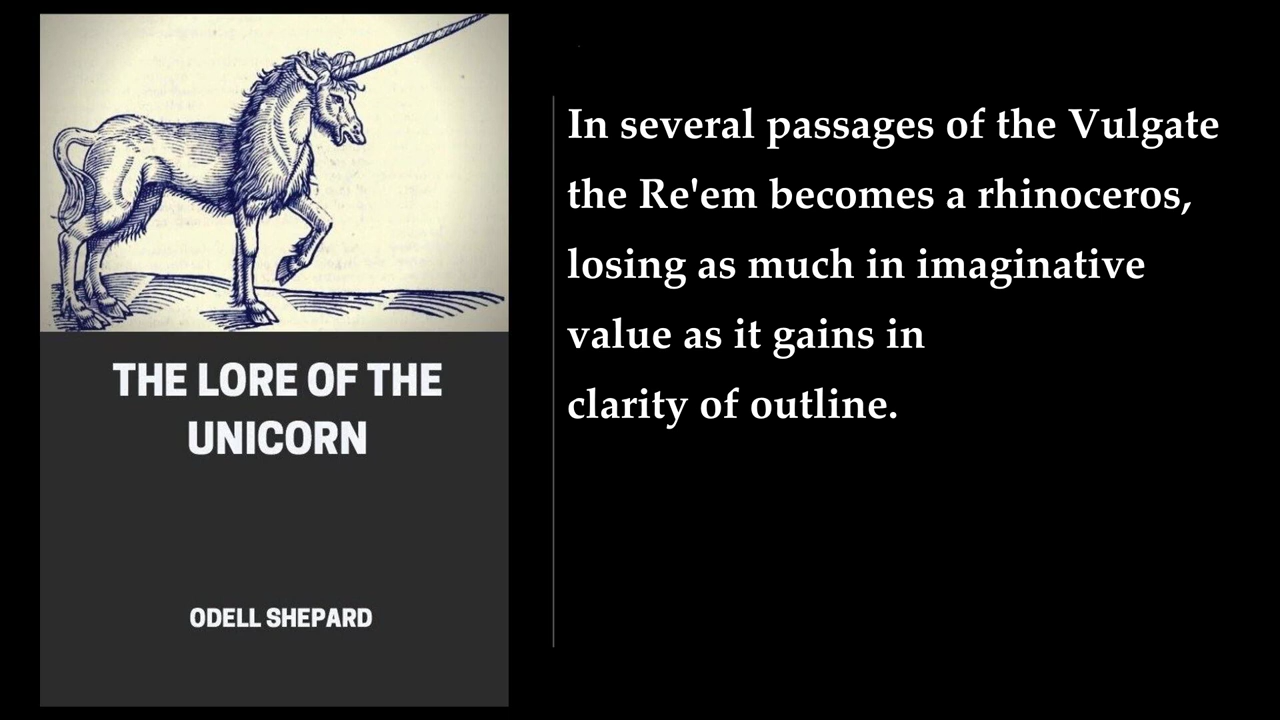 THE LORE OF THE
UNICORN
ODELL SHEPARD
In several passages of the Vulgate
the Re'em becomes a rhinoceros,
losing as much in imaginative
value as it gains in
clarity of outline.